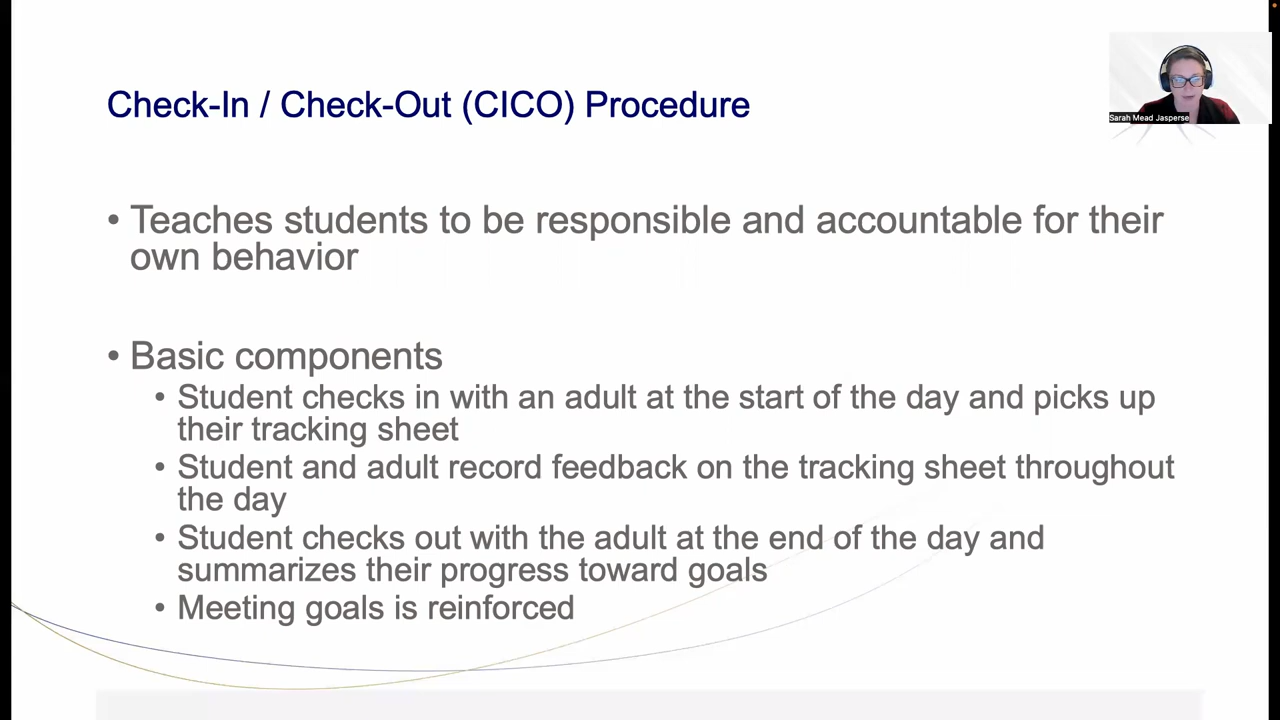 Check-In / Check-Out (CICO) Procedure
Sarah Mead Jasperse
• Teaches students to be responsible and accountable for their
own behavior
• Basic components
• Student checks in with an adult at the start of the day and picks up
their tracking sheet
• Student and adult record feedback on the tracking sheet throughout
the day
• Student checks out with the adult at the end of the day and
summarizes their progress toward goals
• Meeting goals is reinforced